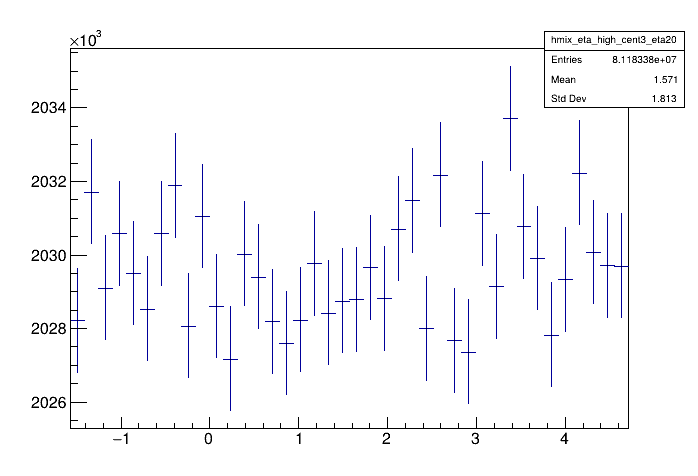 ×10³
hmix_eta_high_cent3_eta20
Entries 8.118338e+07
Mean 1.571
Std Dev 1.813
2034
2032
2030
2028
2026
−1 0 1 2 3 4